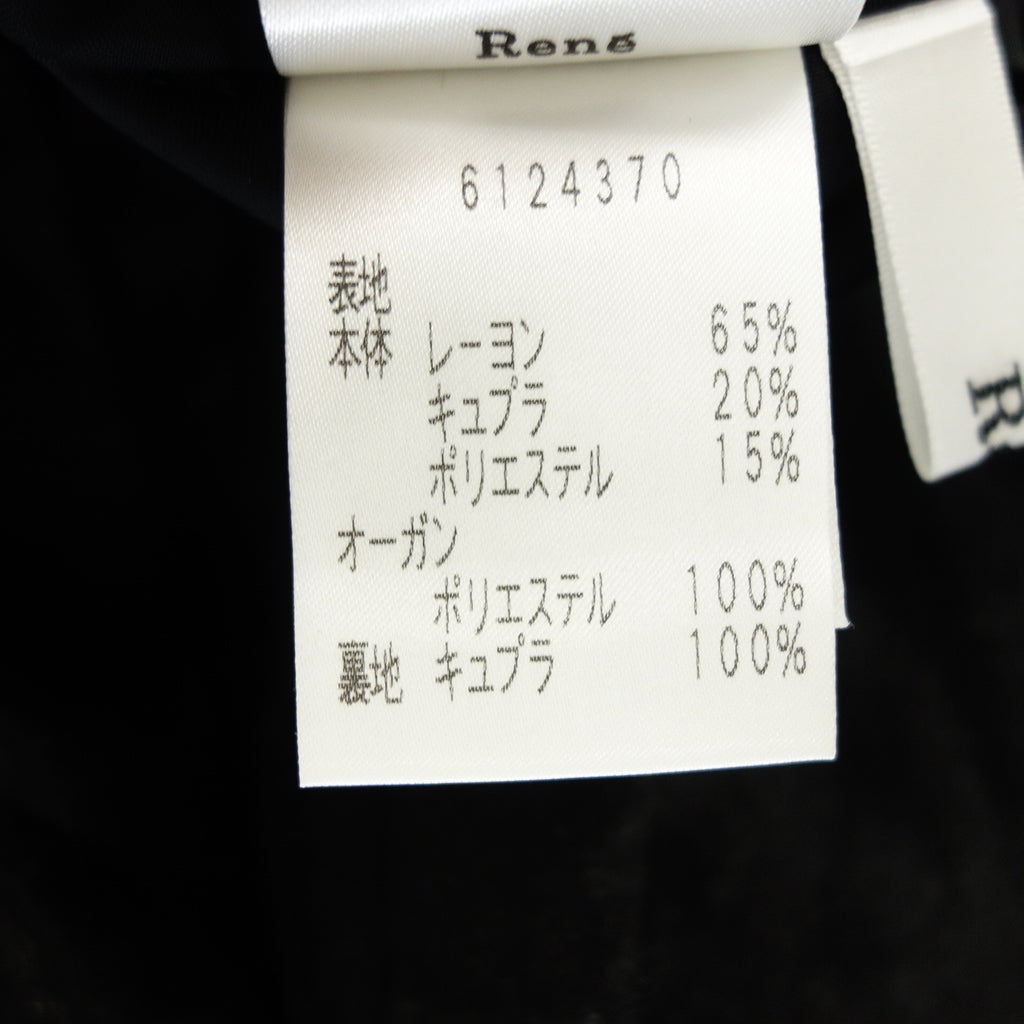 René
6124370
表地
本体 レーヨン 65%
キュプラ 20%
ポリエステル 15%
オーガン
ポリエステル 100%
裏地 キュプラ 100%